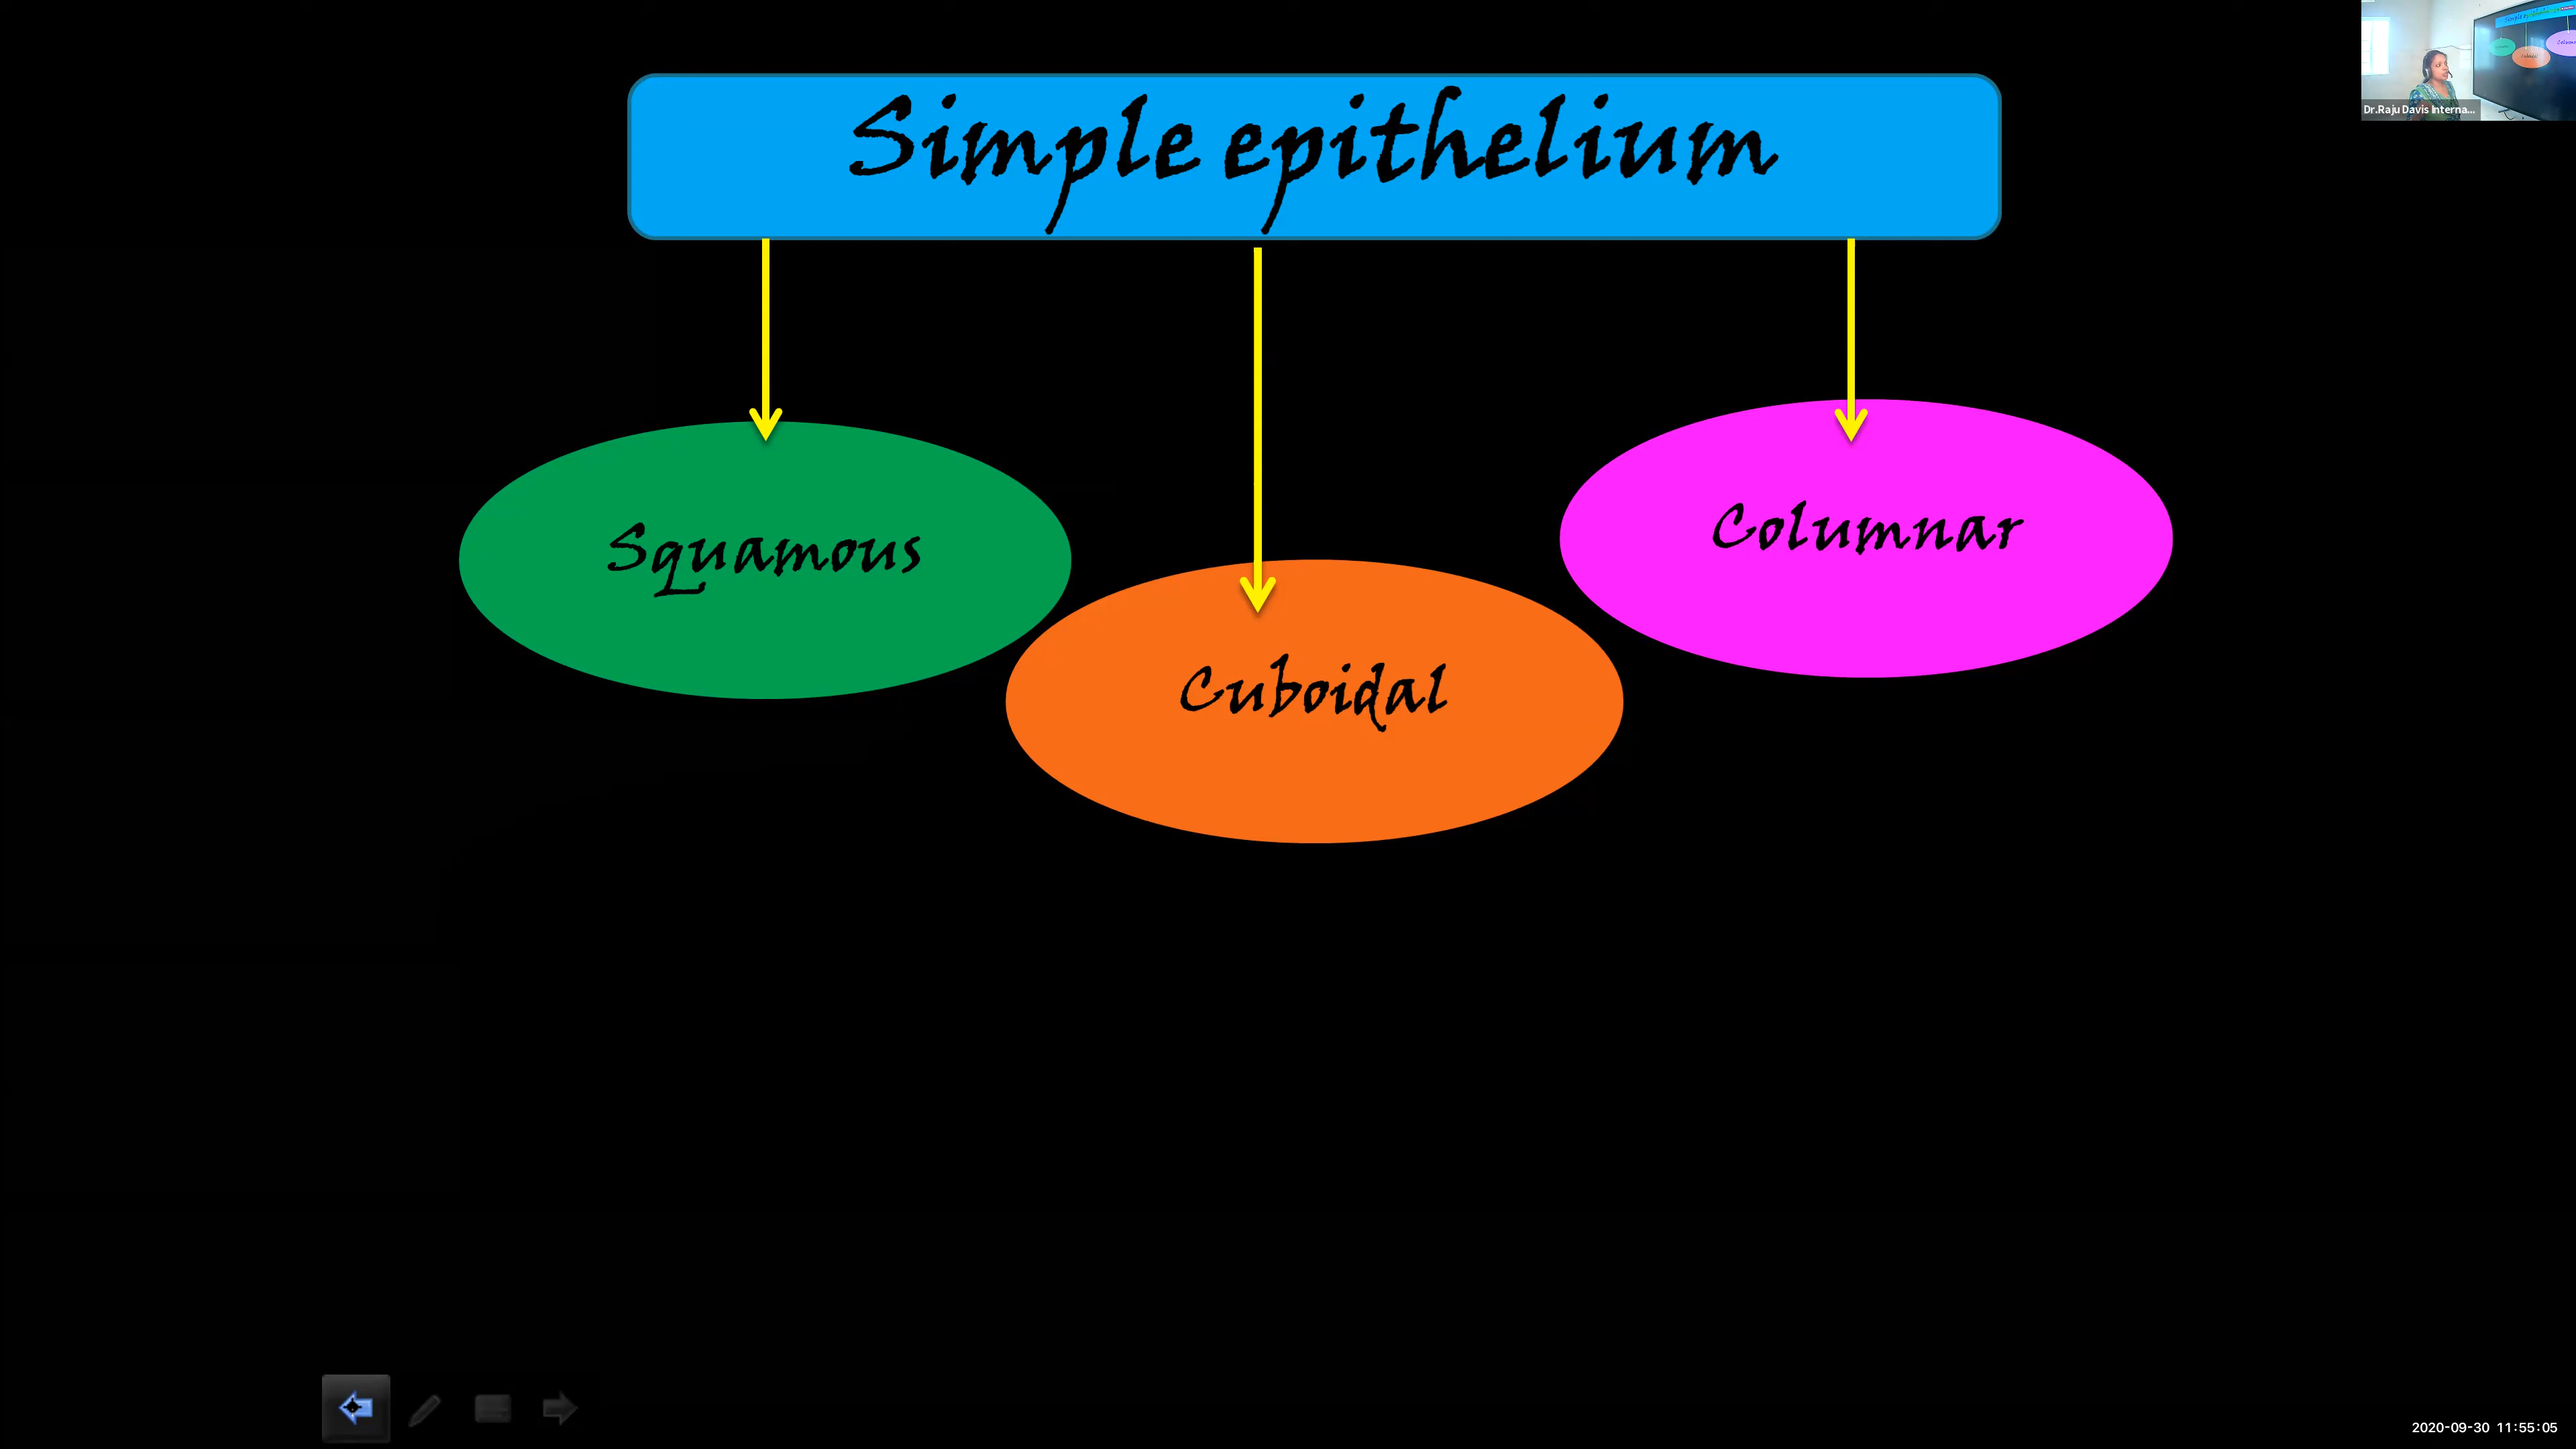 Simple epithelium
Squamous
Cuboidal
Columnar
Dr.Raju Davis Interna...
2020-09-30 11:55:05